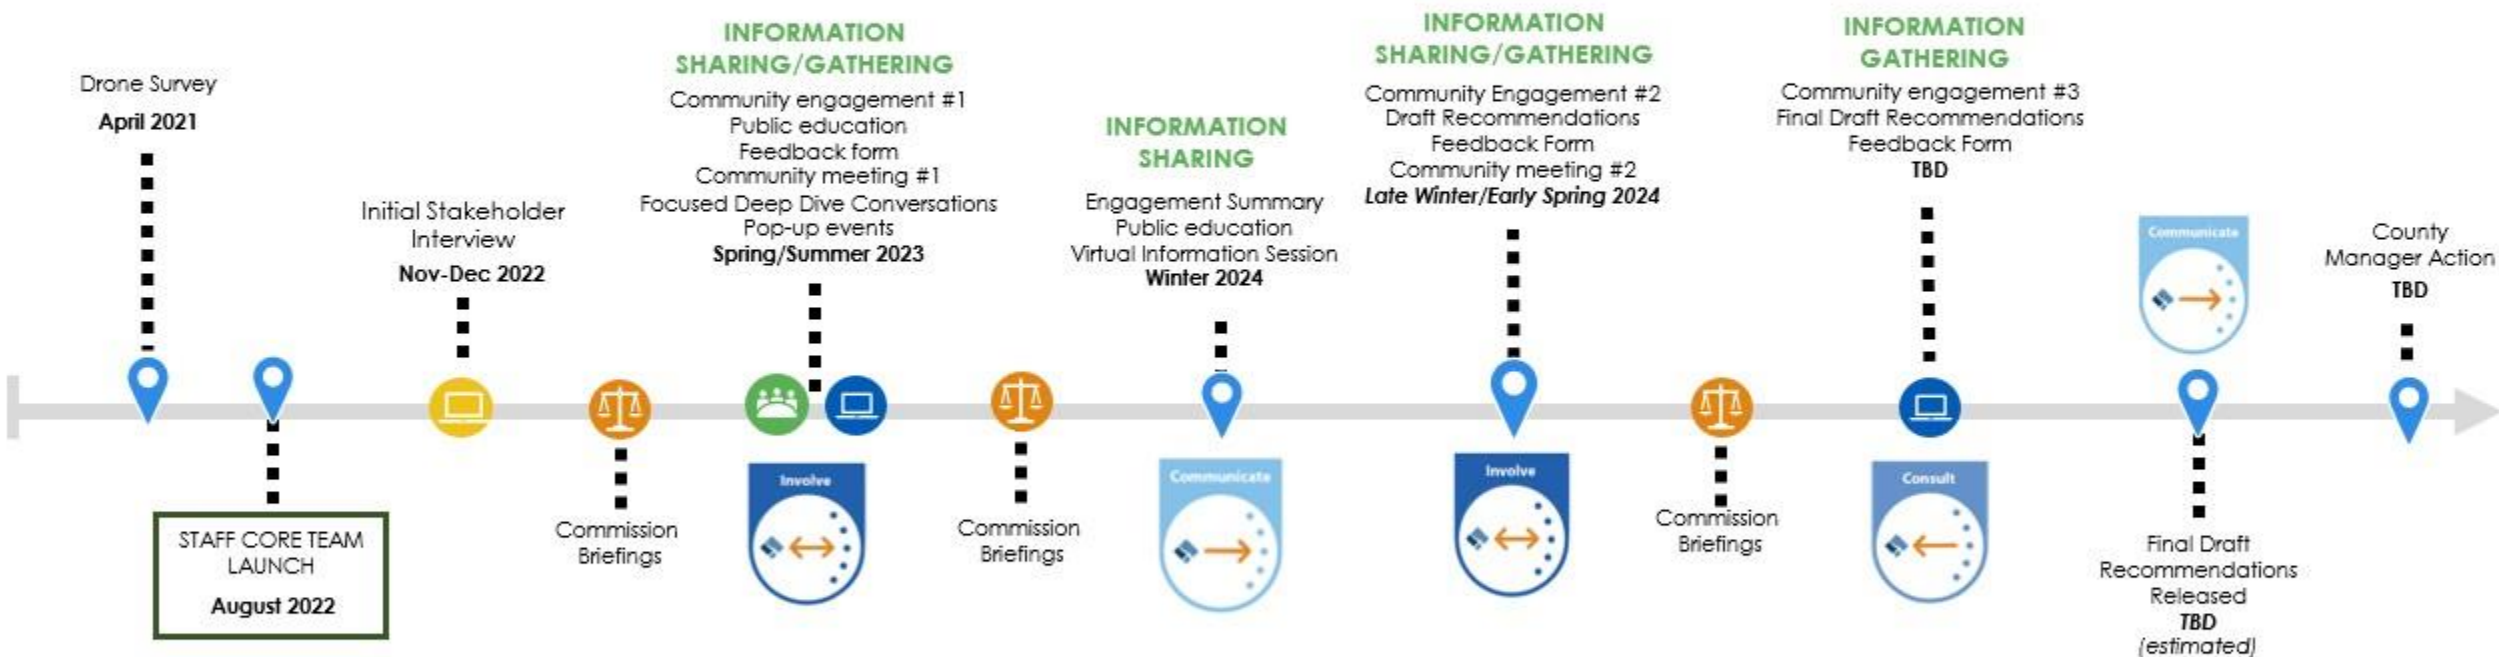 Drone Survey
April 2021
STAFF CORE TEAM
LAUNCH
August 2022
Initial Stakeholder
Interview
Nov-Dec 2022
Commission
Briefings
INFORMATION
SHARING/GATHERING
Community engagement #1
Public education
Feedback form
Community meeting #1
Focused Deep Dive Conversations
Pop-up events
Spring/Summer 2023
Involve
Commission
Briefings
INFORMATION
SHARING
Engagement Summary
Public education
Virtual Information Session
Winter 2024
Communicate
INFORMATION
SHARING/GATHERING
Community Engagement #2
Draft Recommendations
Feedback Form
Community meeting #2
Late Winter/Early Spring 2024
Involve
Commission
Briefings
INFORMATION
GATHERING
Community engagement #3
Final Draft Recommendations
Feedback Form
TBD
Consult
Communicate
Final Draft
Recommendations
Released
TBD
(estimated)
County
Manager Action
TBD